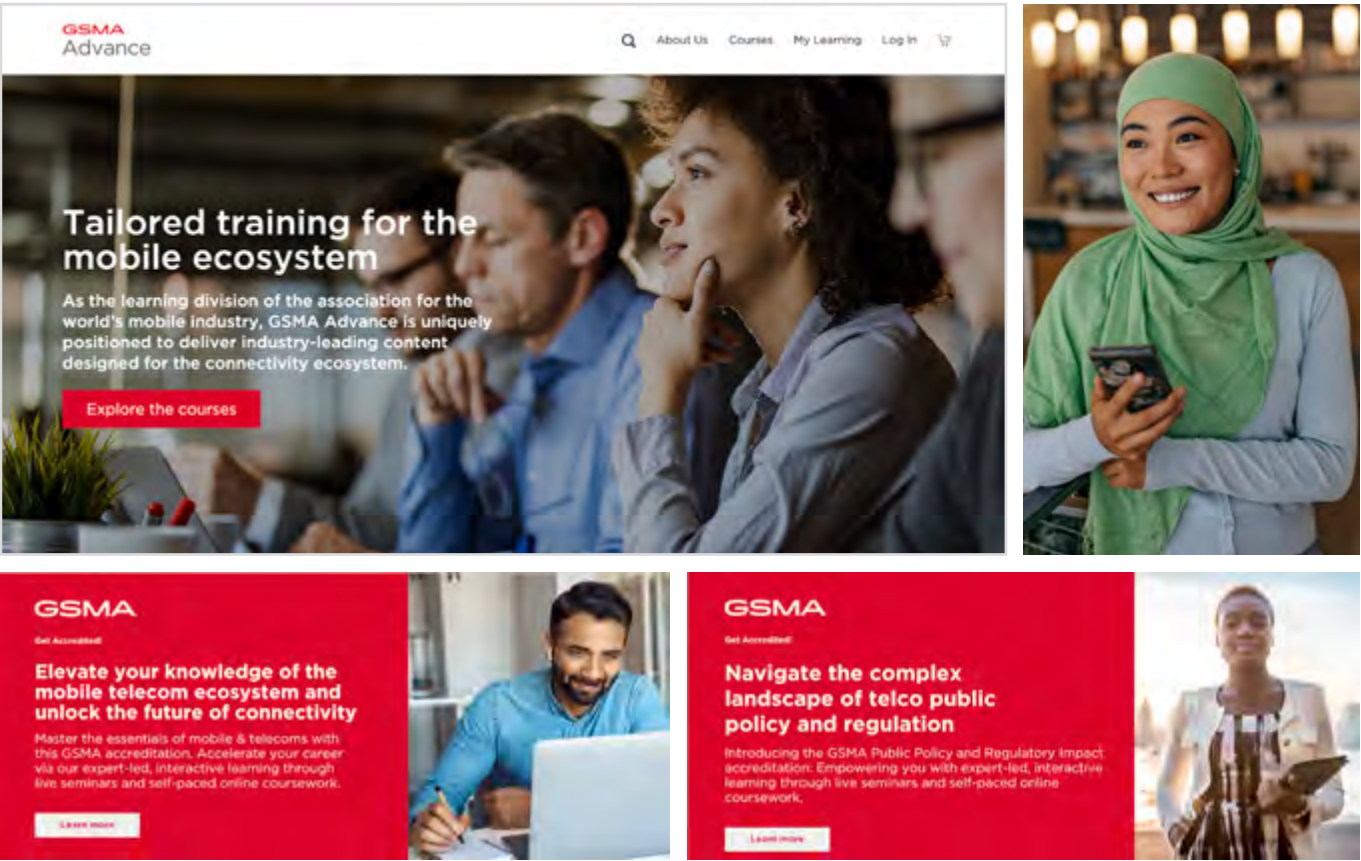 GSMA
Advance
About Us
Courses
My Learning
Log In
Tailored training for the
mobile ecosystem
As the learning division of the association for the
world's mobile industry, GSMA Advance is uniquely
positioned to deliver industry-leading content
designed for the connectivity ecosystem.
Explore the courses
GSMA
Get Accredited!
Elevate your knowledge of the
mobile telecom ecosystem and
unlock the future of connectivity
Master the essentials of mobile & telecoms with
this GSMA accreditation. Accelerate your career
via our expert-led, interactive learning through
live seminars and self-paced online coursework.
Learn more
GSMA
Get Accredited!
Navigate the complex
landscape of telco public
policy and regulation
Introducing the GSMA Public Policy and Regulatory Impact
accreditation: Empowering you with expert-led, interactive
learning through live seminars and self-paced online
coursework.
Learn more